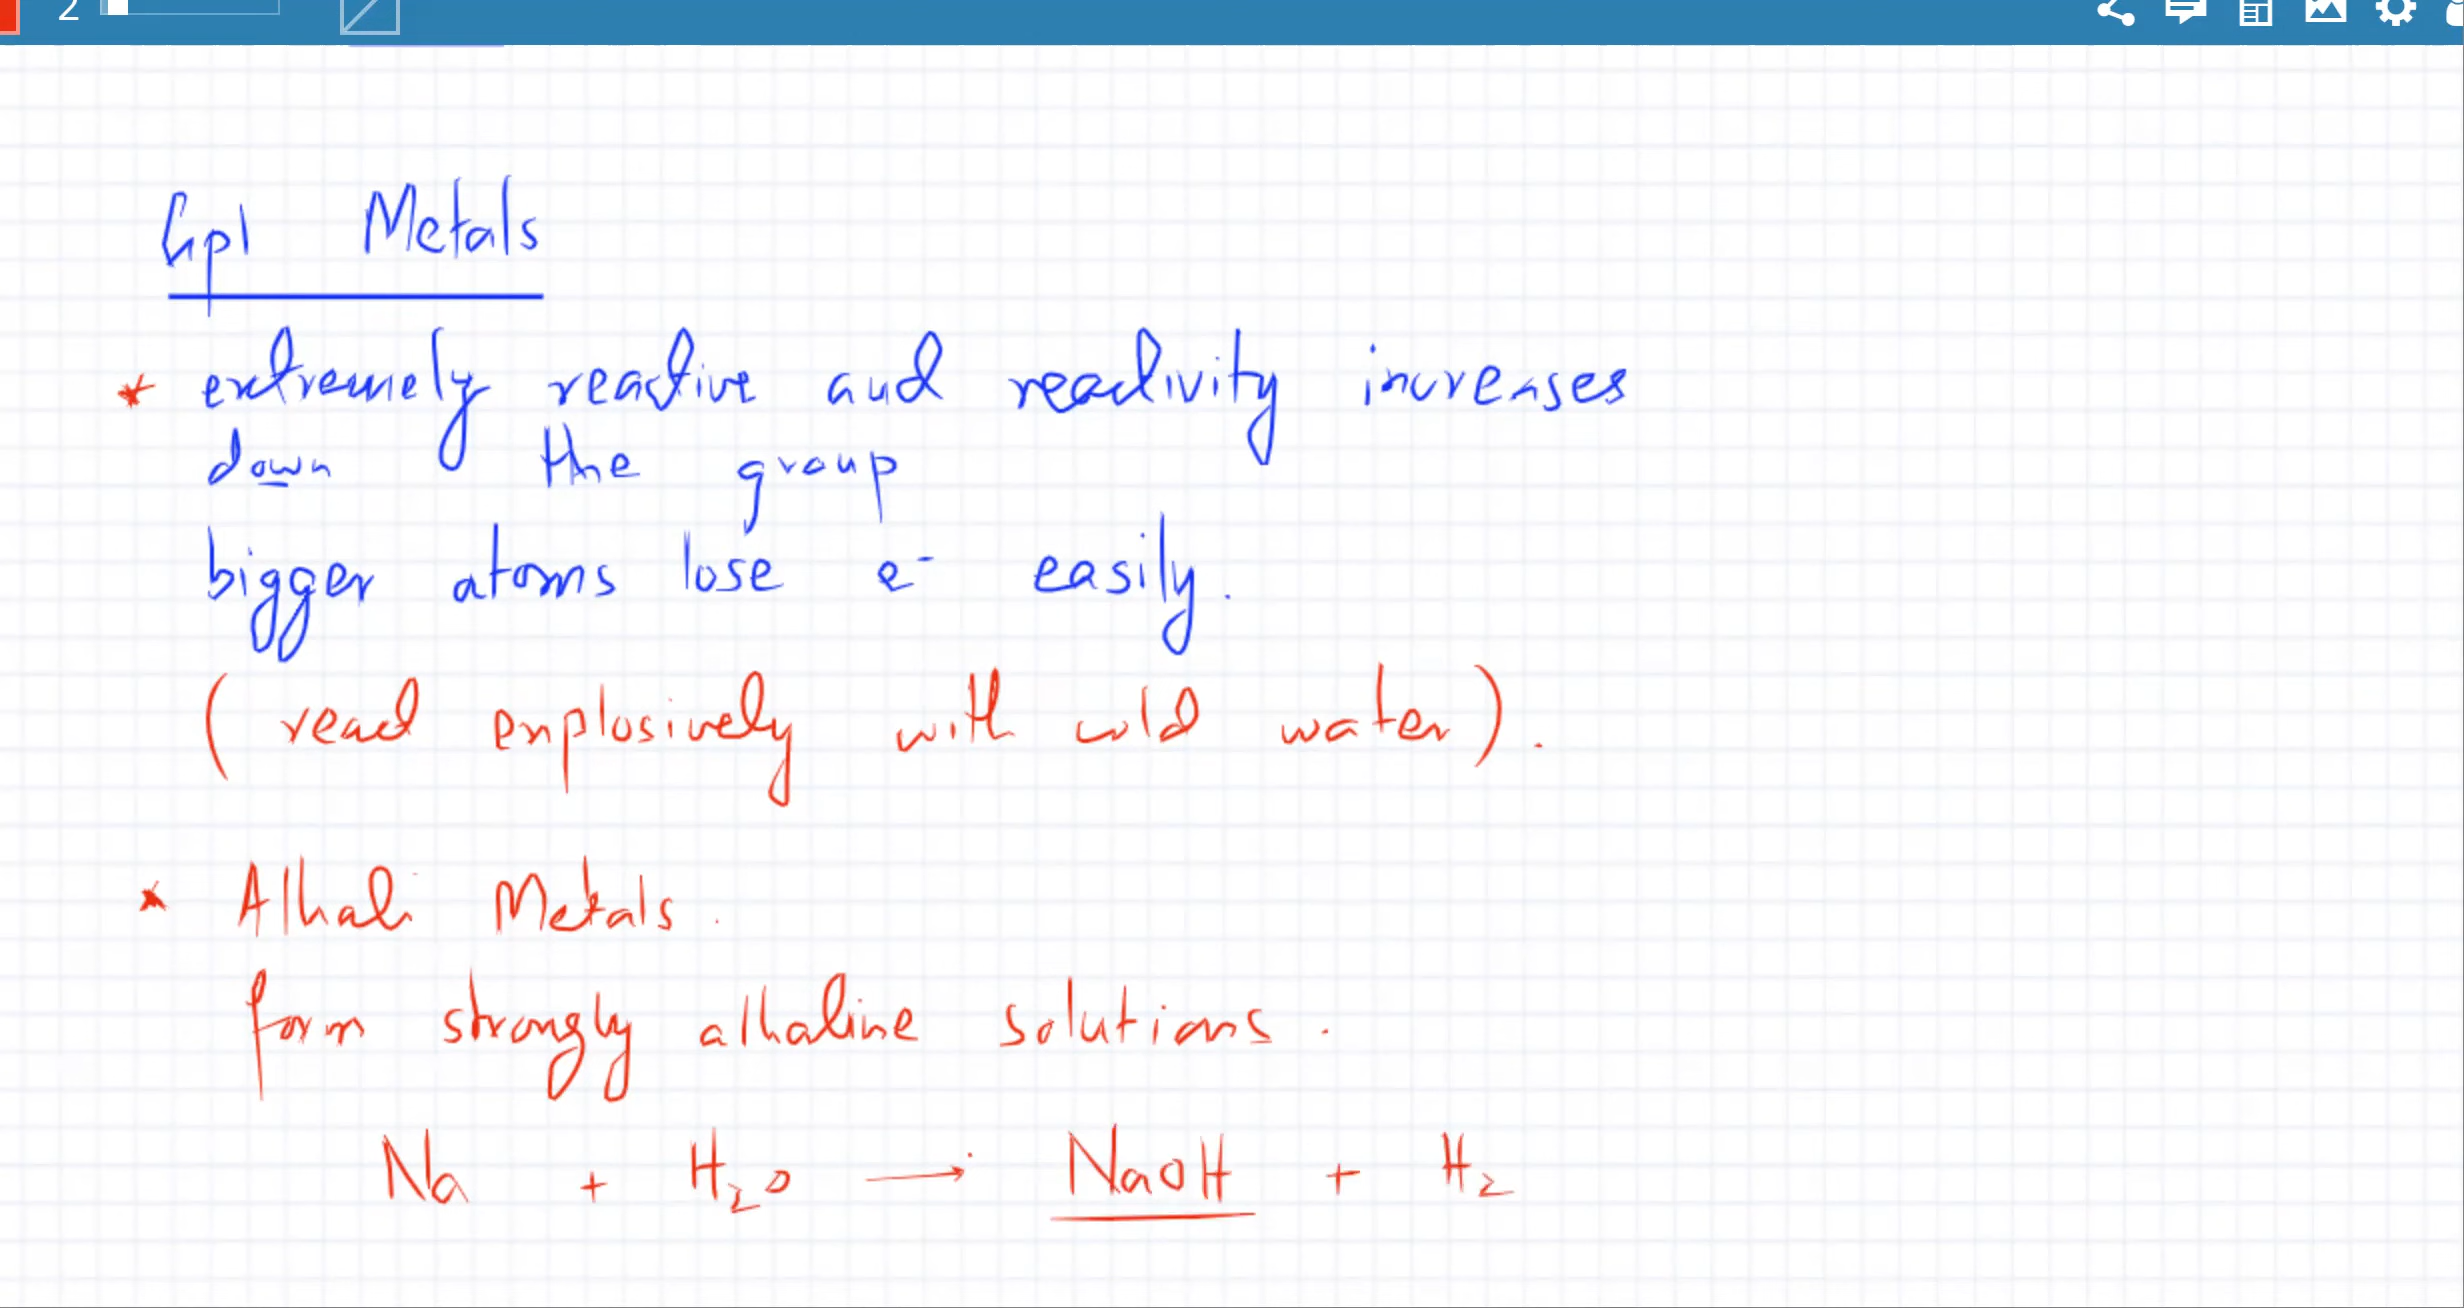 2
Gp1 Metals
* extremely reactive and reactivity increases
down the group
bigger atoms lose e⁻ easily.
( react explosively with cold water).
* Alkali Metals.
form strongly alkaline solutions.
Na + H₂O → NaOH + H₂